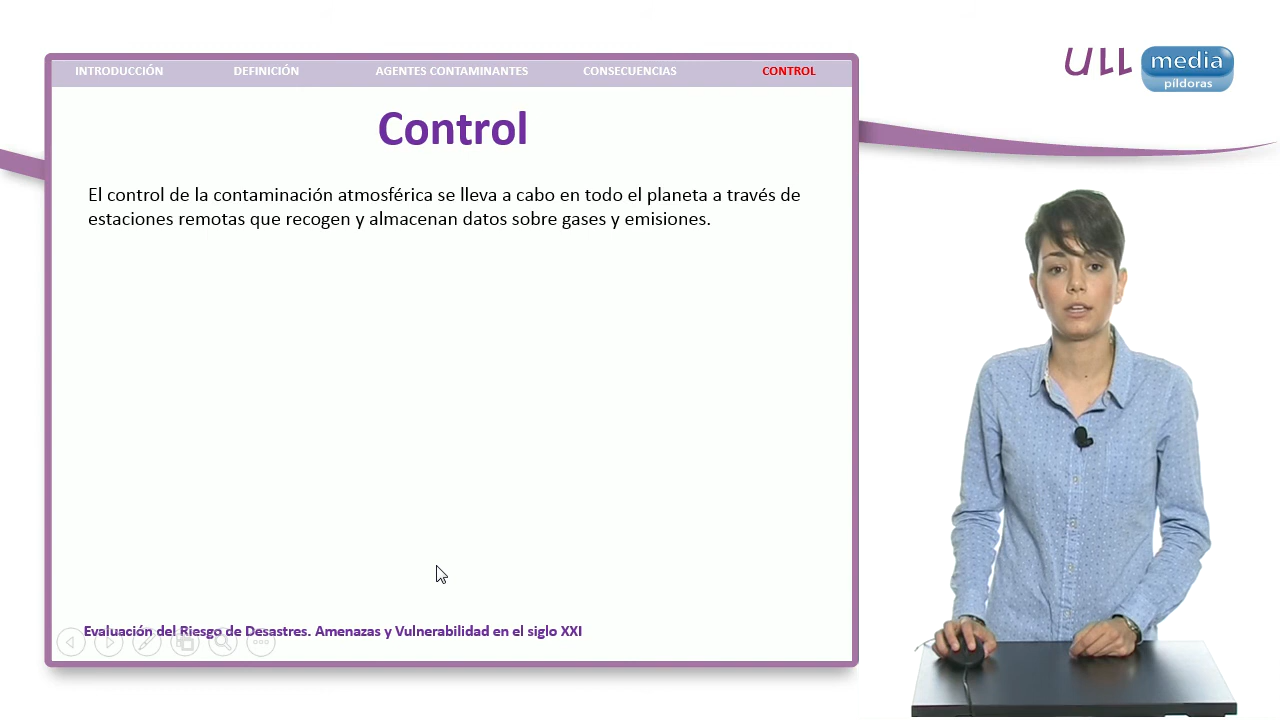 INTRODUCCIÓN DEFINICIÓN AGENTES CONTAMINANTES CONSECUENCIAS CONTROL
ULL media
píldoras
Control
El control de la contaminación atmosférica se lleva a cabo en todo el planeta a través de
estaciones remotas que recogen y almacenan datos sobre gases y emisiones.
Evaluación del Riesgo de Desastres. Amenazas y Vulnerabilidad en el siglo XXI